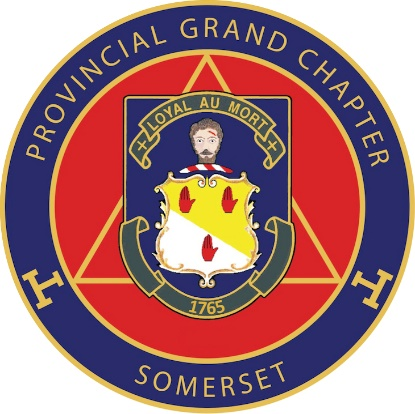 PROVINCIAL GRAND CHAPTER
LOYAL AU MORT
1765
SOMERSET